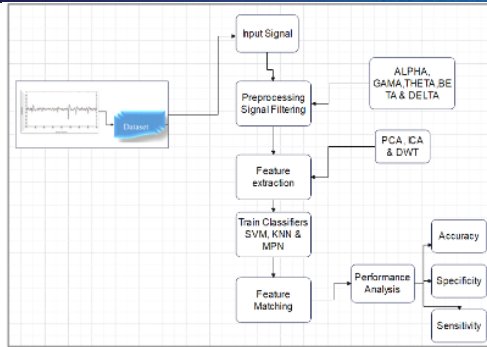 Input Signal
ALPHA,
GAMA,THETA,BE
TA & DELTA
Dataset
Preprocessing
Signal Filtering
PCA, ICA
& DWT
Feature
extraction
Train Classifiers
SVM, KNN &
MPN
Accuracy
Performance
Analysis
Specificity
Feature
Matching
Sensitivity